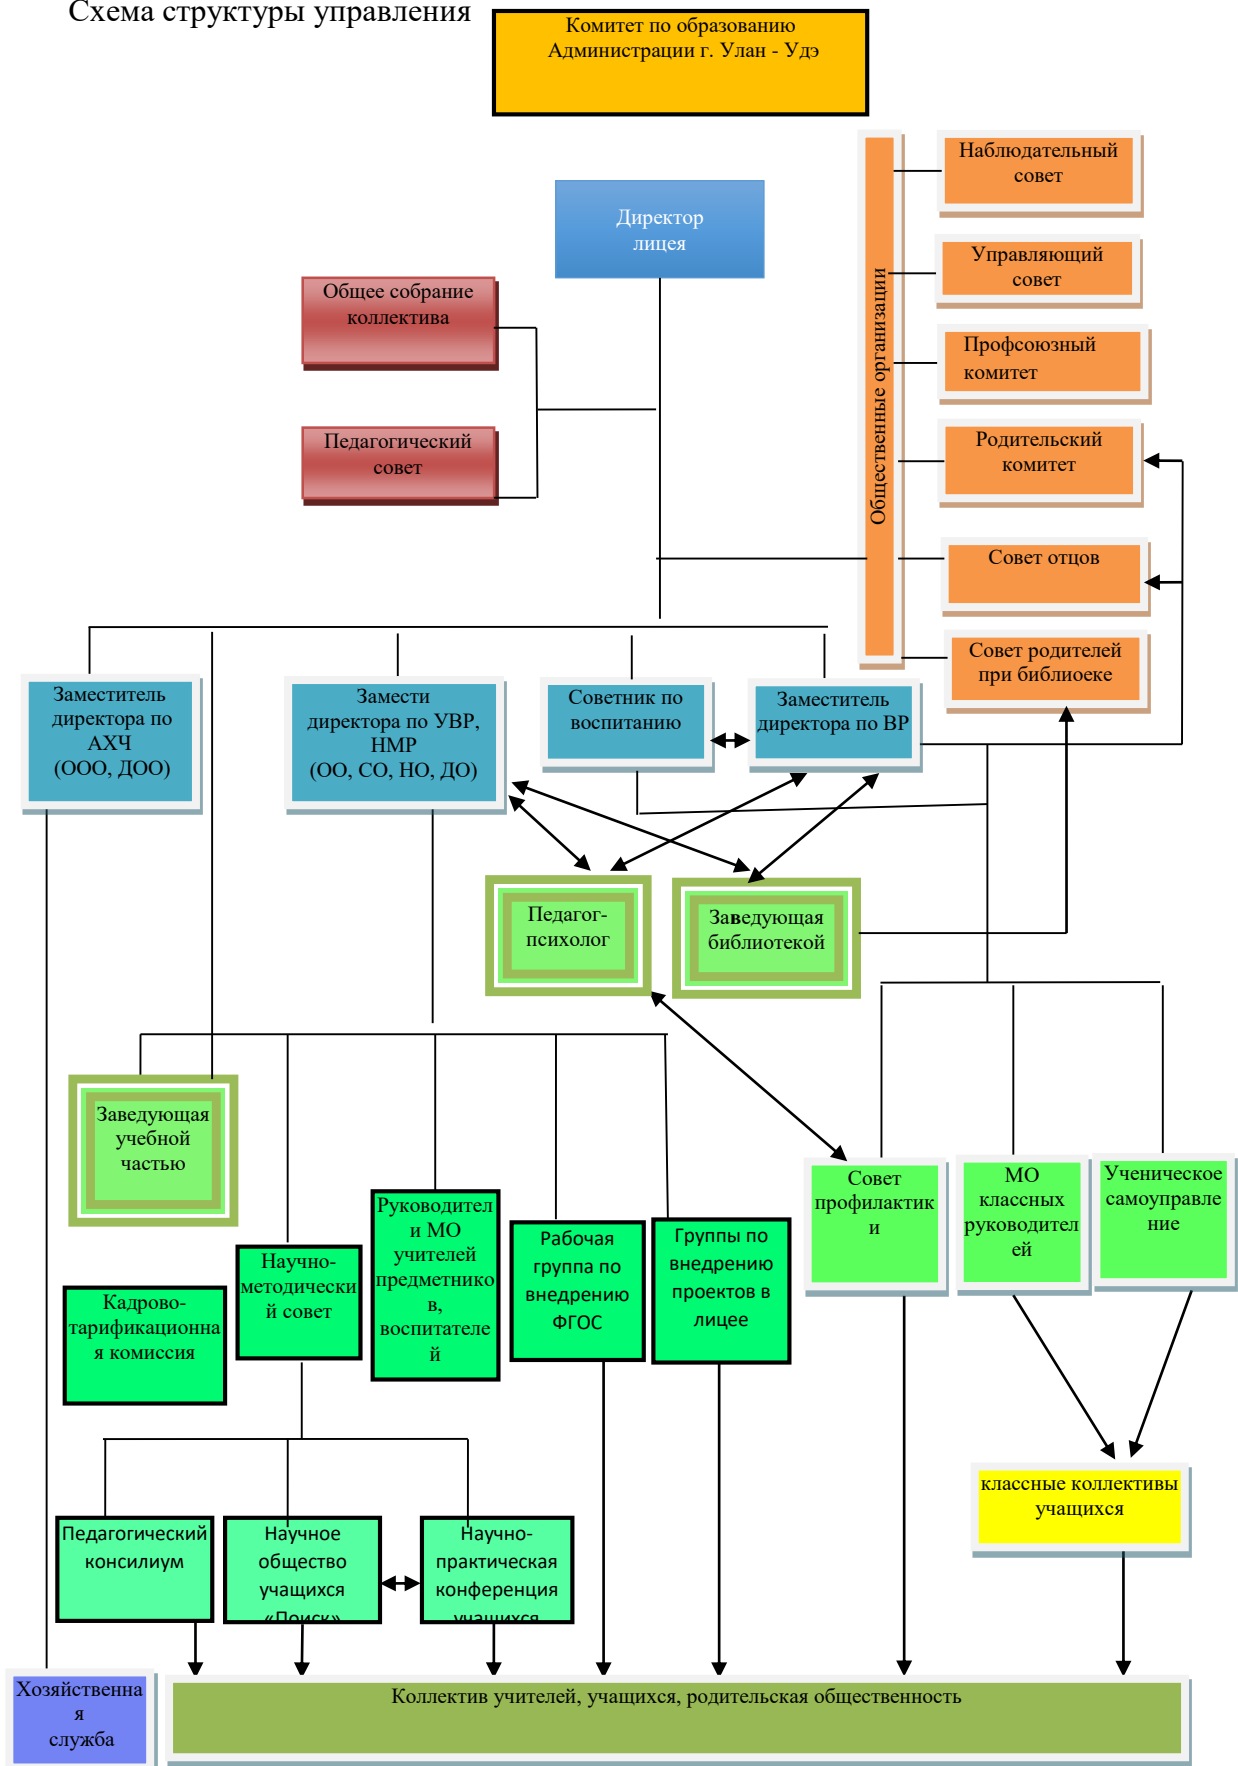 Схема структуры управления
Комитет по образованию
Администрации г. Улан - Удэ
Наблюдательный
совет
Директор
лицея
Управляющий
совет
Общее собрание
коллектива
Общественные организации
Профсоюзный
комитет
Педагогический
совет
Родительский
комитет
Совет отцов
Совет родителей
при библиоеке
Заместитель
директора по
АХЧ
(ООО, ДОО)
Замести
директора по УВР,
НМР
(ОО, СО, НО, ДО)
Советник по
воспитанию
Заместитель
директора по ВР
Педагог-
психолог
Заведующая
библиотекой
Заведующая
учебной
частью
Совет
профилактик
и
МО
классных
руководител
ей
Ученическое
самоуправле
ние
Кадрово-
тарификационна
я комиссия
Научно-
методически
й совет
Руководител
и МО
учителей
предметнико
в,
воспитателе
й
Рабочая
группа по
внедрению
ФГОС
Группы по
внедрению
проектов в
лицее
классные коллективы
учащихся
Педагогический
консилиум
Научное
общество
учащихся
«Поиск»
Научно-
практическая
конференция
учащихся
Хозяйственна
я
служба
Коллектив учителей, учащихся, родительская общественность